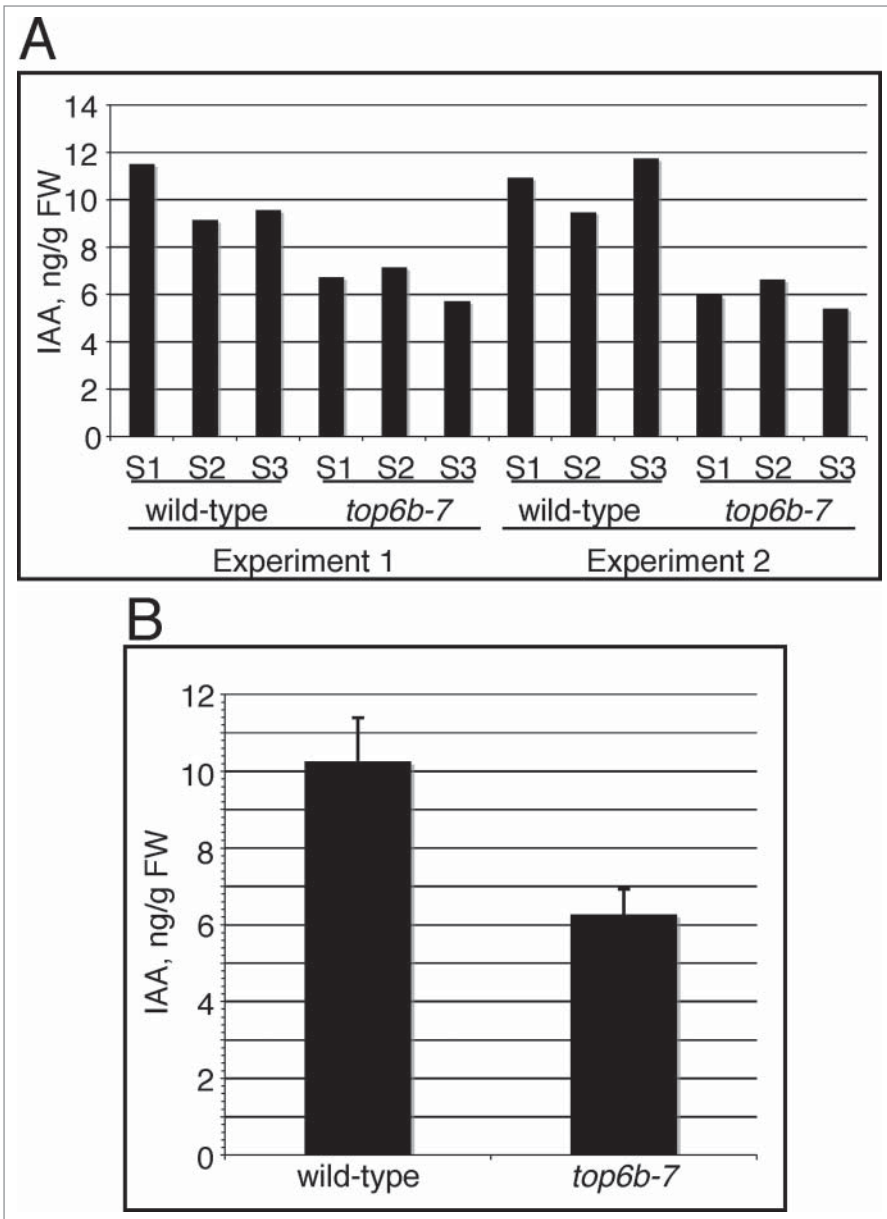 A
IAA, ng/g FW
14
12
10
8
6
4
2
0
S1 S2 S3 S1 S2 S3 S1 S2 S3 S1 S2 S3
wild-type top6b-7 wild-type top6b-7
Experiment 1 Experiment 2
B
IAA, ng/g FW
12
10
8
6
4
2
0
wild-type top6b-7